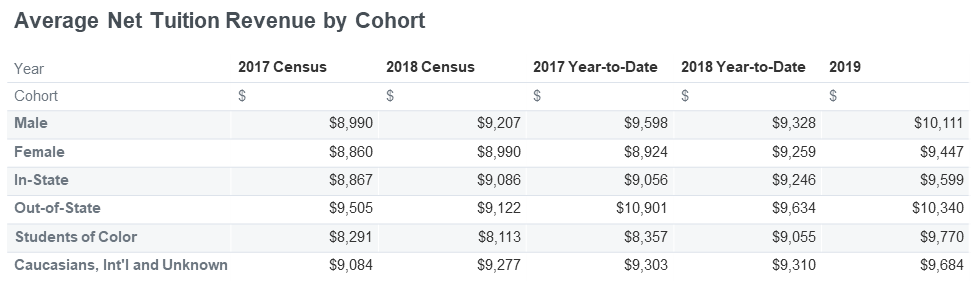 Average Net Tuition Revenue by Cohort
Year 2017 Census 2018 Census 2017 Year-to-Date 2018 Year-to-Date 2019
Cohort $ $ $ $ $
Male $8,990 $9,207 $9,598 $9,328 $10,111
Female $8,860 $8,990 $8,924 $9,259 $9,447
In-State $8,867 $9,086 $9,056 $9,246 $9,599
Out-of-State $9,505 $9,122 $10,901 $9,634 $10,340
Students of Color $8,291 $8,113 $8,357 $9,055 $9,770
Caucasians, Int'l and Unknown $9,084 $9,277 $9,303 $9,310 $9,684